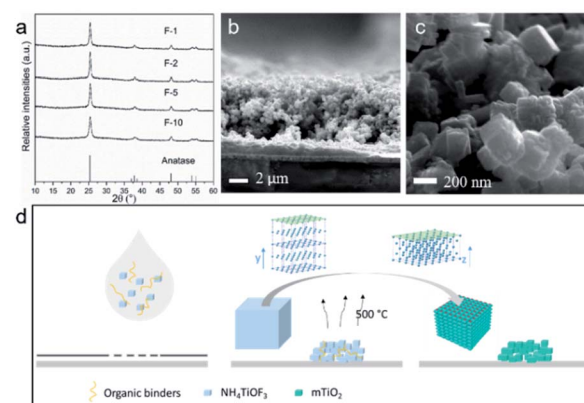 a
Relative intensities (a.u.)
F-1
F-2
F-5
F-10
Anatase
10 15 20 25 30 35 40 45 50 55 60
2θ (°)
b
2 μm
c
200 nm
d
y
z
500 °C
Organic binders
NH₄TiOF₃
mTiO₂